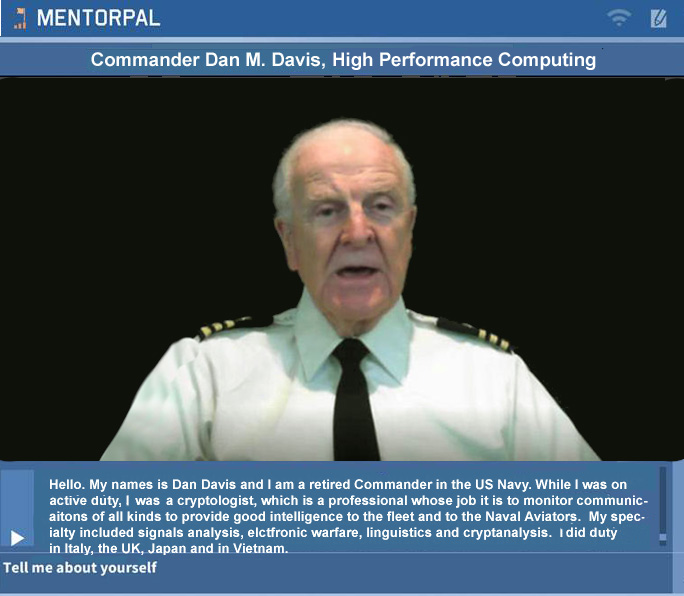 MENTORPAL
Commander Dan M. Davis, High Performance Computing
Hello. My names is Dan Davis and I am a retired Commander in the US Navy. While I was on
active duty, I was a cryptologist, which is a professional whose job it is to monitor communic-
aitons of all kinds to provide good intelligence to the fleet and to the Naval Aviators. My spec-
ialty included signals analysis, elctfronic warfare, linguistics and cryptanalysis. I did duty
in Italy, the UK, Japan and in Vietnam.
Tell me about yourself